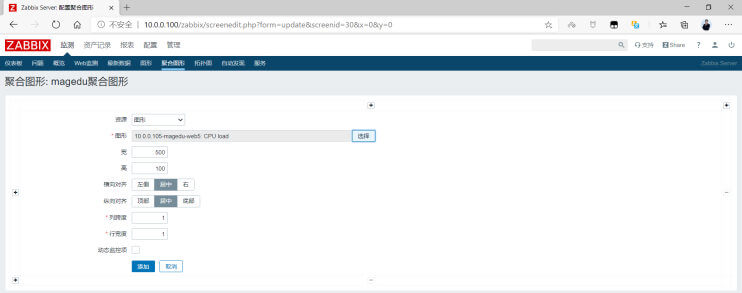 Zabbix Server: 配置聚合图形
不安全 | 10.0.0.100/zabbix/screenedit.php?form=update&screenid=30&x=0&y=0
ZABBIX 监测 资产记录 报表 配置 管理 支持 Share ?
仪表板 问题 概览 Web监测 最新数据 图形 聚合图形 拓扑图 自动发现 服务 Zabbix Server
聚合图形: magedu聚合图形
资源 图形
* 图形 10.0.0.105-magedu-web5: CPU load 选择
宽 500
高 100
横向对齐 左侧 居中 右
纵向对齐 顶部 居中 底部
* 列跨度 1
* 行宽度 1
动态监控项
添加 取消